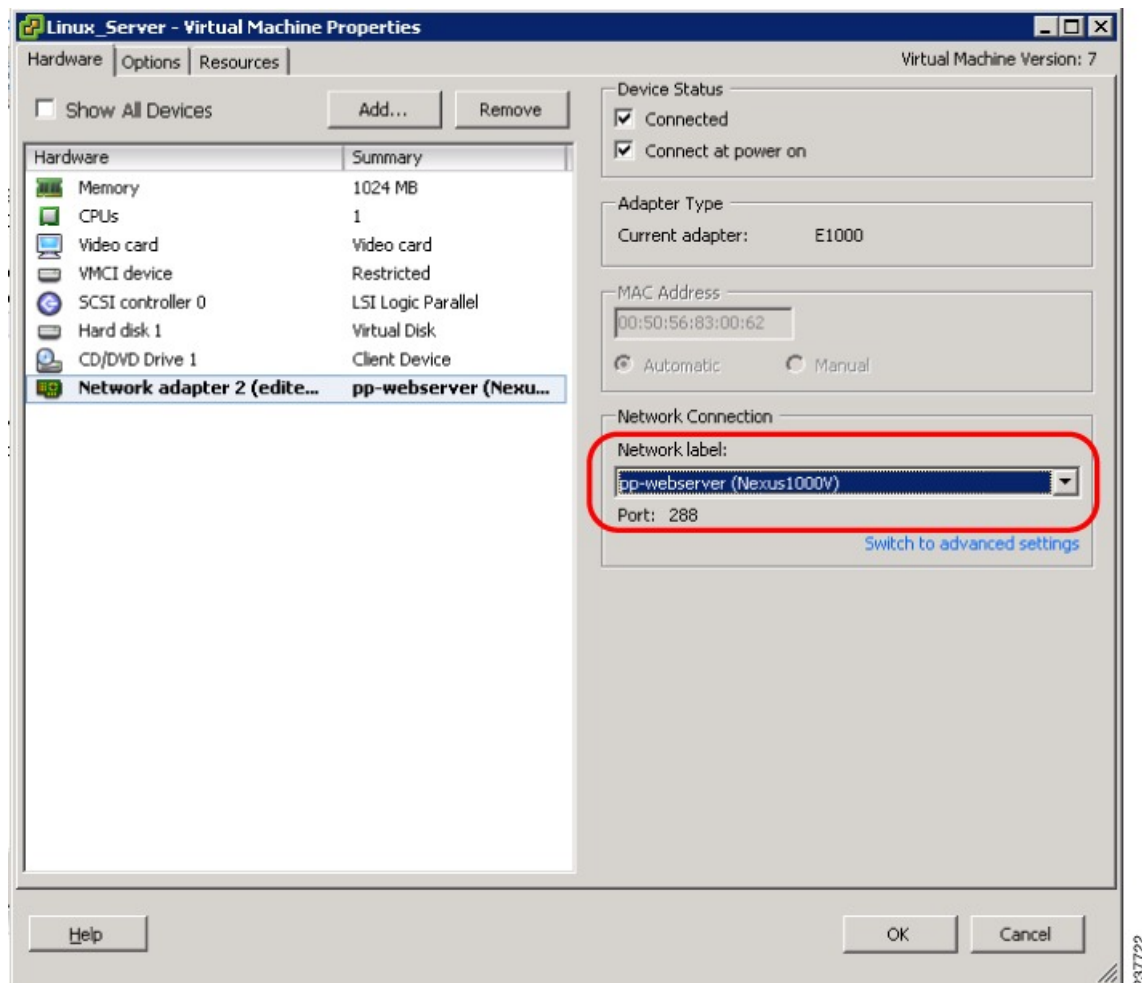 Linux_Server - Virtual Machine Properties
Hardware Options Resources Virtual Machine Version: 7
Show All Devices Add... Remove
Hardware Summary
Memory 1024 MB
CPUs 1
Video card Video card
VMCI device Restricted
SCSI controller 0 LSI Logic Parallel
Hard disk 1 Virtual Disk
CD/DVD Drive 1 Client Device
Network adapter 2 (edite... pp-webserver (Nexu...
Device Status
Connected
Connect at power on
Adapter Type
Current adapter: E1000
MAC Address
00:50:56:83:00:62
Automatic Manual
Network Connection
Network label:
pp-webserver (Nexus1000V)
Port: 288
Switch to advanced settings
Help OK Cancel